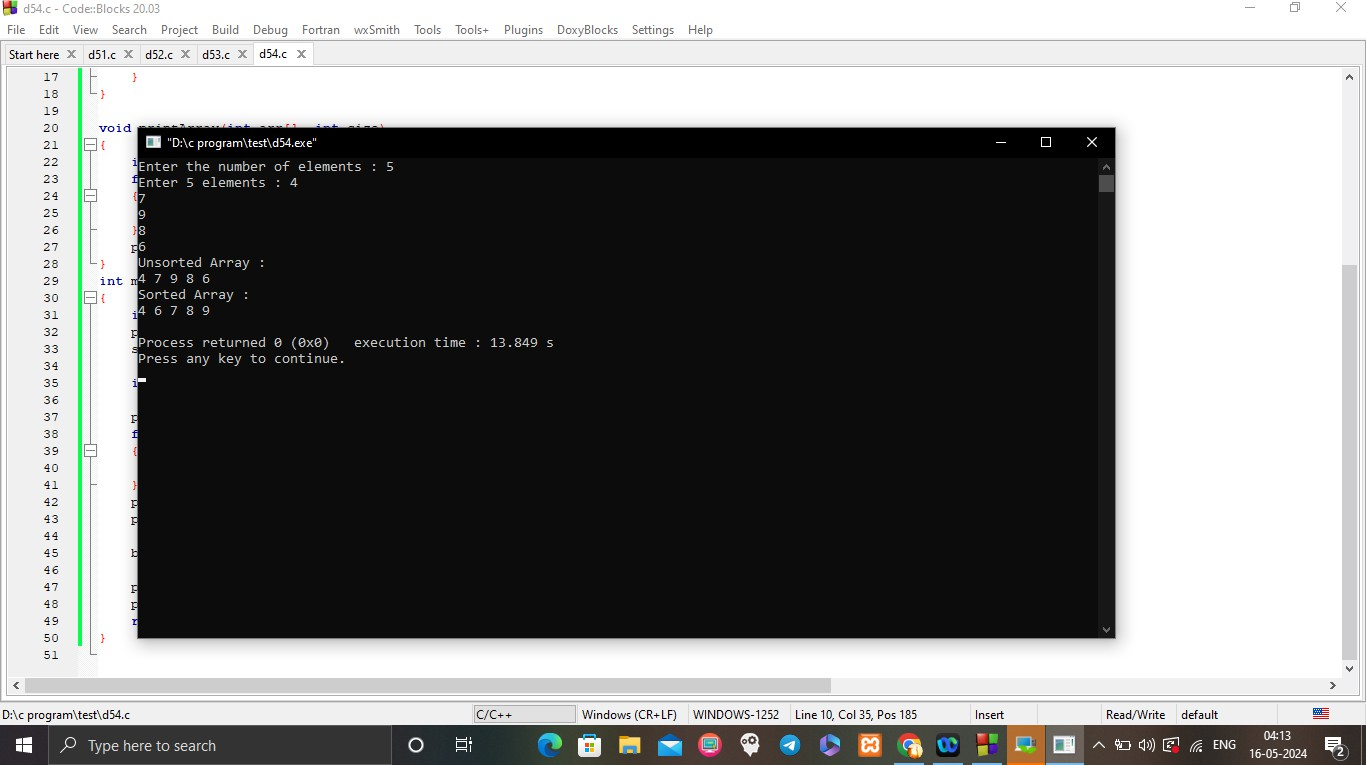 d54.c - Code::Blocks 20.03
File Edit View Search Project Build Debug Fortran wxSmith Tools Tools+ Plugins DoxyBlocks Settings Help
Start here d51.c d52.c d53.c d54.c
17 }
18 }
19
20 void printArray(int arr[], int size)
21 {
22
23
24
25
26
27
28 }
29 int
30 {
31
32
33
34
35
36
37
38
39
40
41
42
43
44
45
46
47
48
49
50 }
51
"D:\c program\test\d54.exe"
Enter the number of elements : 5
Enter 5 elements : 4
7
9
8
6
Unsorted Array :
4 7 9 8 6
Sorted Array :
4 6 7 8 9
Process returned 0 (0x0)   execution time : 13.849 s
Press any key to continue.
D:\c program\test\d54.c C/C++ Windows (CR+LF) WINDOWS-1252 Line 10, Col 35, Pos 185 Insert Read/Write default
Type here to search ENG 04:13
16-05-2024 2